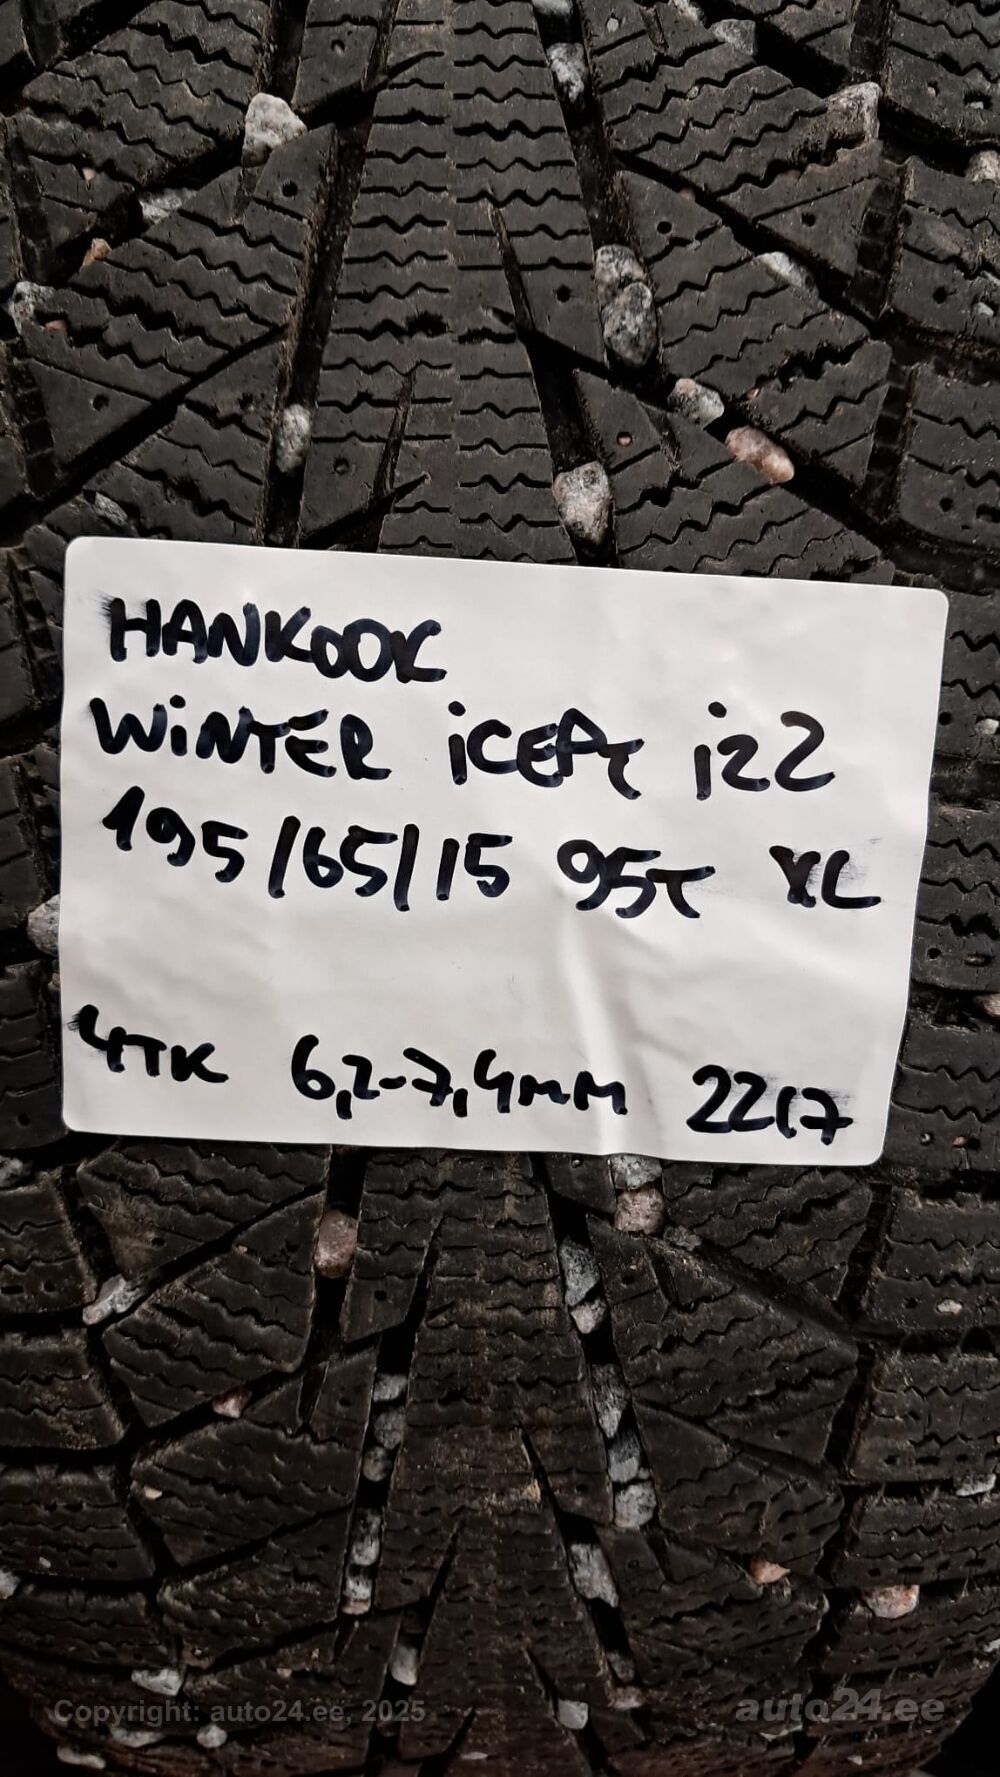 HANKOOK
WiNTER iCEPT iZ2
195/65/15 95T XL
4TK 6,2-7,4mm 2217
Copyright: auto24.ee, 2025
auto24.ee